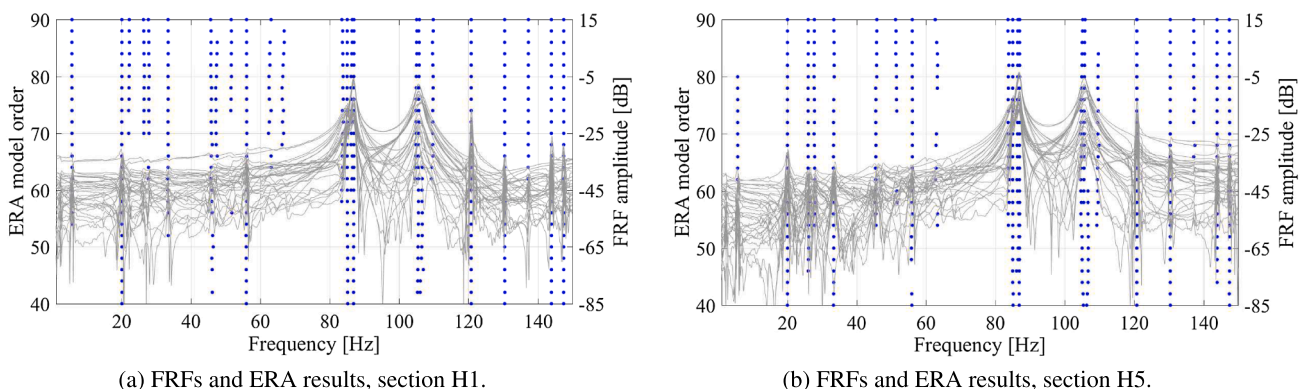 90
80
70
60
50
40
ERA model order
15
-5
-25
-45
-65
-85
FRF amplitude [dB]
20 40 60 80 100 120 140
Frequency [Hz]
(a) FRFs and ERA results, section H1.
90
80
70
60
50
40
ERA model order
15
-5
-25
-45
-65
-85
FRF amplitude [dB]
20 40 60 80 100 120 140
Frequency [Hz]
(b) FRFs and ERA results, section H5.